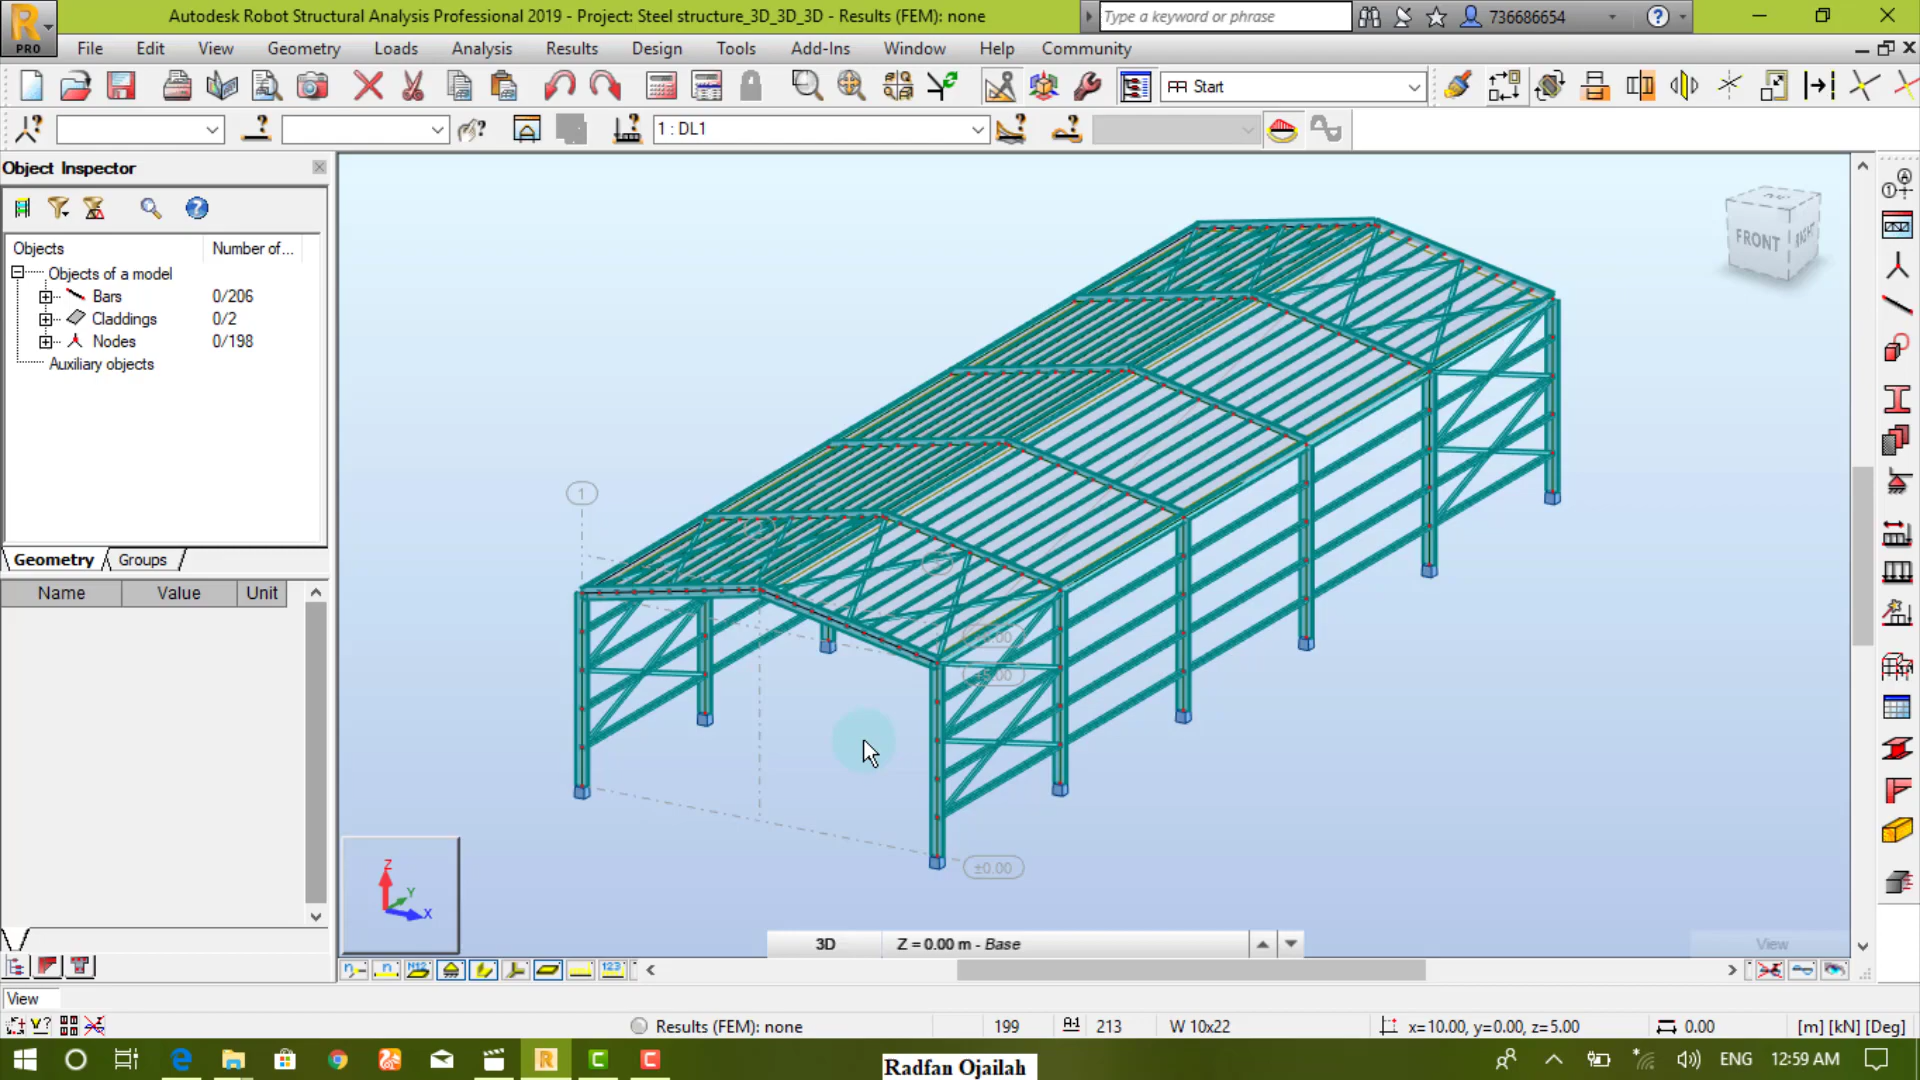 Autodesk Robot Structural Analysis Professional 2019 - Project: Steel structure_3D_3D_3D - Results (FEM): none
Type a keyword or phrase
736686654
PRO
File Edit View Geometry Loads Analysis Results Design Tools Add-Ins Window Help Community
Start
1 : DL1
Object Inspector
Objects Number of...
Objects of a model
Bars 0/206
Claddings 0/2
Nodes 0/198
Auxiliary objects
Geometry Groups
Name Value Unit
FRONT RIGHT
1
±0.00
Z
Y
X
3D Z = 0.00 m - Base
View
View
Results (FEM): none 199 213 W 10x22 x=10.00, y=0.00, z=5.00 0.00 [m] [kN] [Deg]
Radfan Ojailah
ENG 12:59 AM